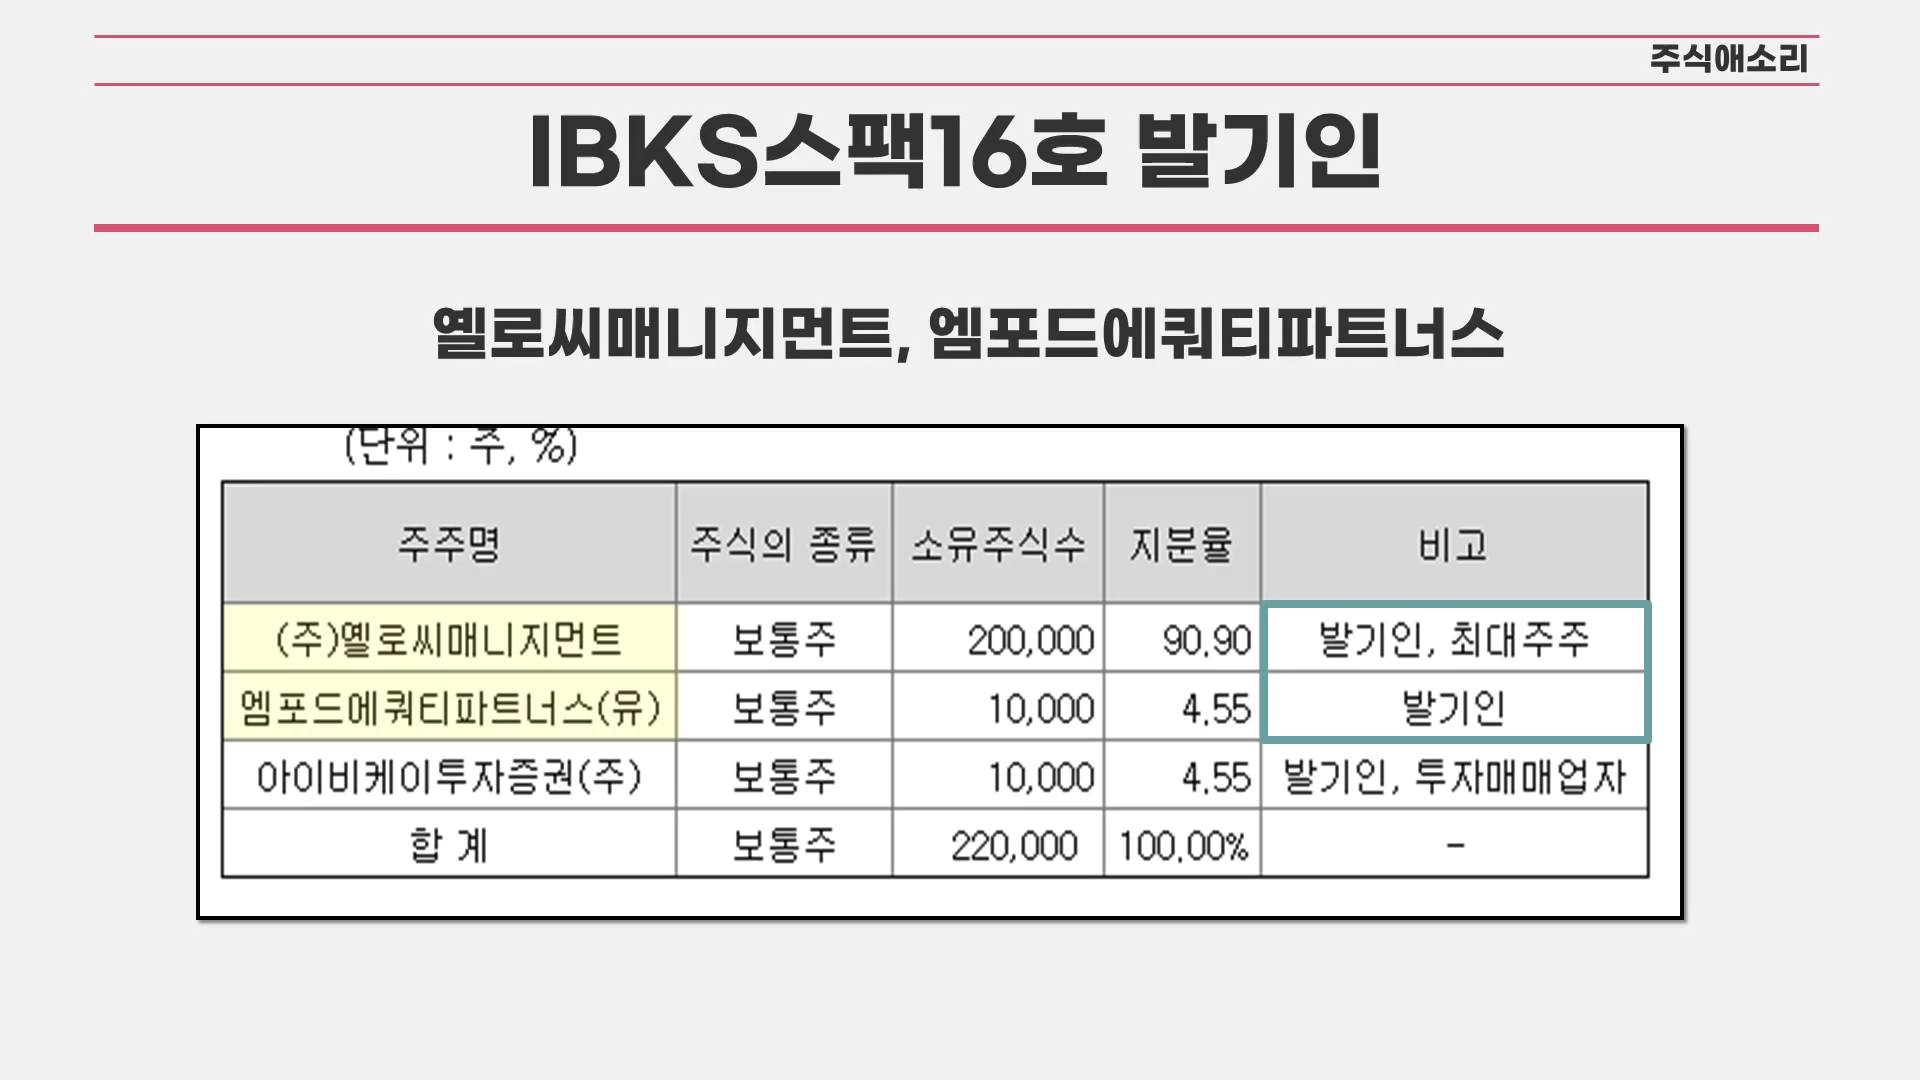 주식애소리
IBKS스팩16호 발기인
옐로씨매니지먼트, 엠포드에쿼티파트너스
(단위 : 주, %)
주주명 주식의 종류 소유주식수 지분율 비고
(주)옐로씨매니지먼트 보통주 200,000 90.90 발기인, 최대주주
엠포드에쿼티파트너스(유) 보통주 10,000 4.55 발기인
아이비케이투자증권(주) 보통주 10,000 4.55 발기인, 투자매매업자
합 계 보통주 220,000 100.00% -